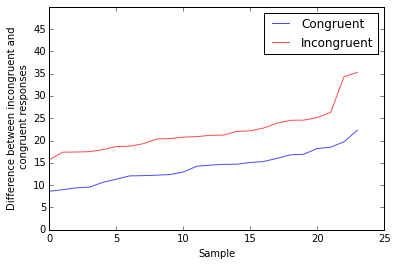 Congruent
Incongruent
Difference between incongruent and
congruent responses
45
40
35
30
25
20
15
10
5
0
0 5 10 15 20 25
Sample